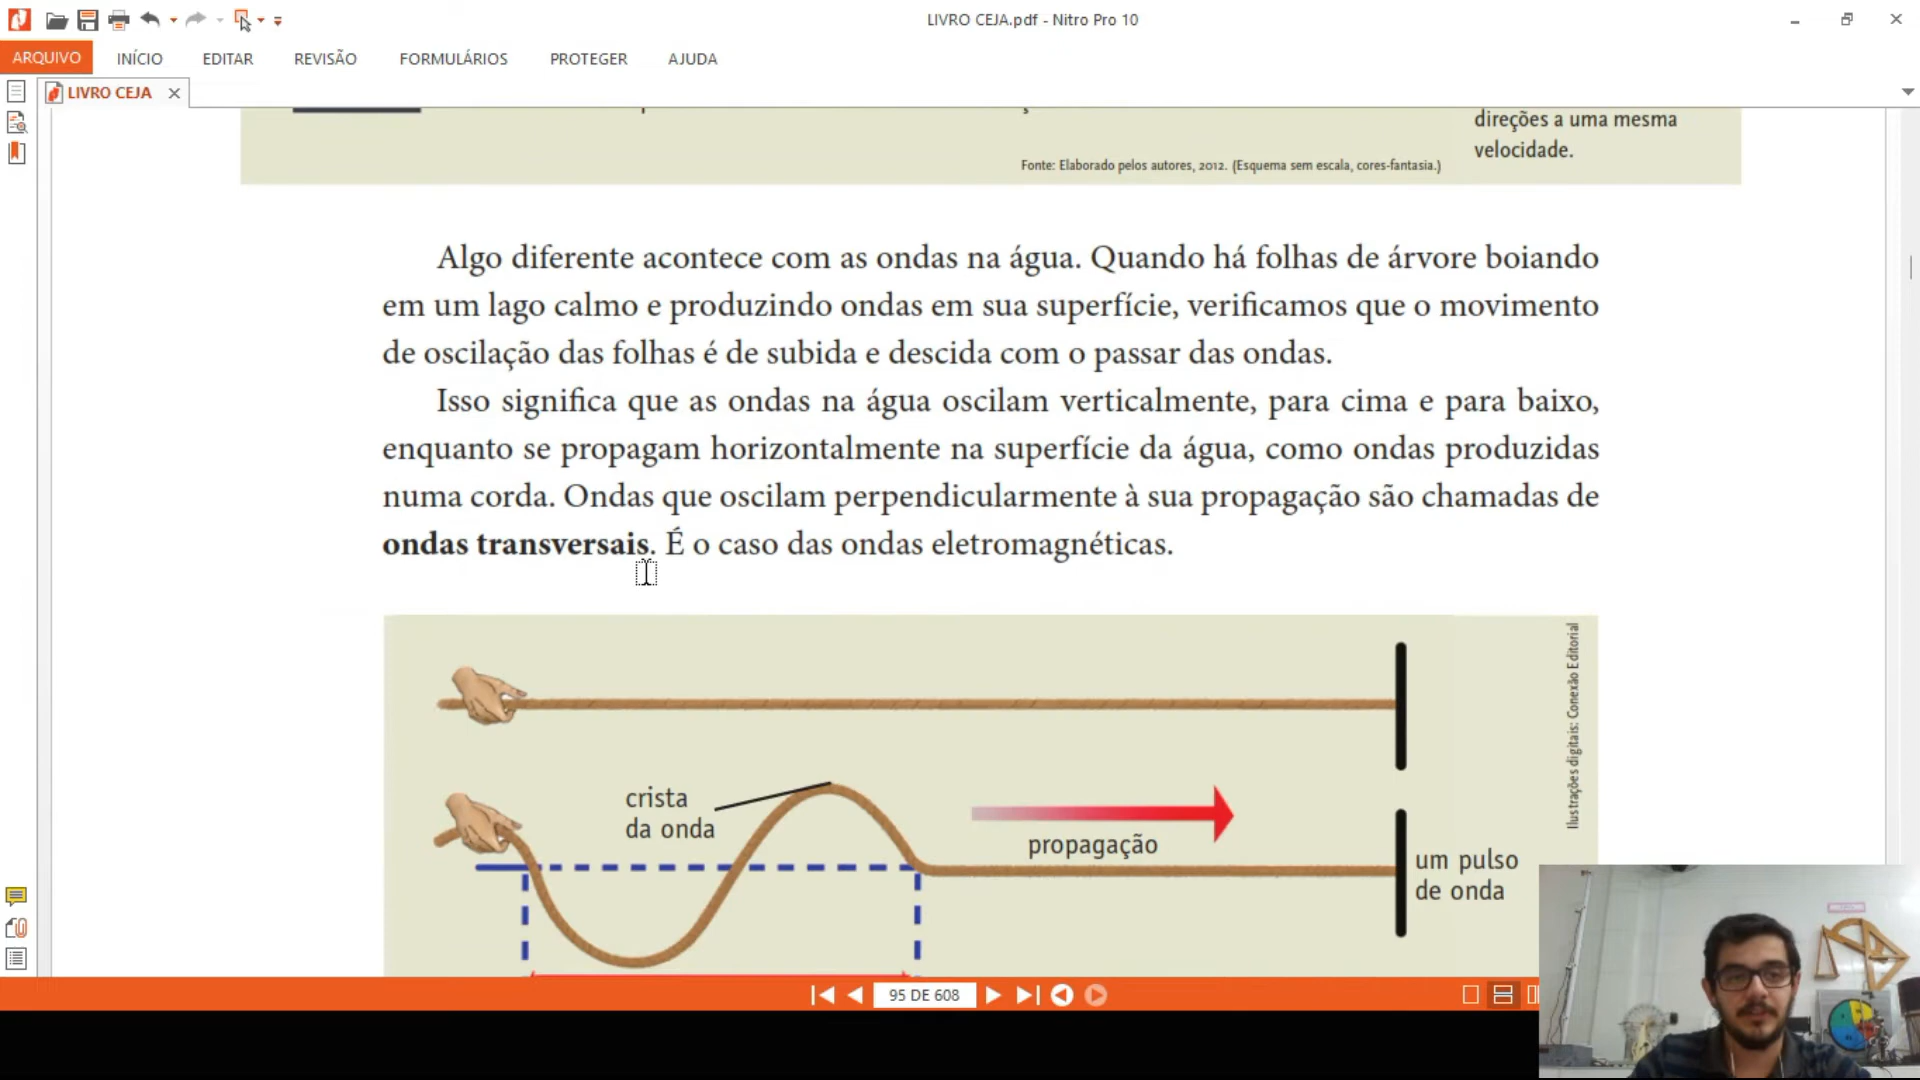 LIVRO CEJA.pdf - Nitro Pro 10
ARQUIVO INÍCIO EDITAR REVISÃO FORMULÁRIOS PROTEGER AJUDA
LIVRO CEJA
direções a uma mesma
velocidade.
Fonte: Elaborado pelos autores, 2012. (Esquema sem escala, cores-fantasia.)
Algo diferente acontece com as ondas na água. Quando há folhas de árvore boiando
em um lago calmo e produzindo ondas em sua superfície, verificamos que o movimento
de oscilação das folhas é de subida e descida com o passar das ondas.
Isso significa que as ondas na água oscilam verticalmente, para cima e para baixo,
enquanto se propagam horizontalmente na superfície da água, como ondas produzidas
numa corda. Ondas que oscilam perpendicularmente à sua propagação são chamadas de
ondas transversais. É o caso das ondas eletromagnéticas.
Ilustrações digitais: Conexão Editorial
crista
da onda
propagação
um pulso
de onda
95 DE 608